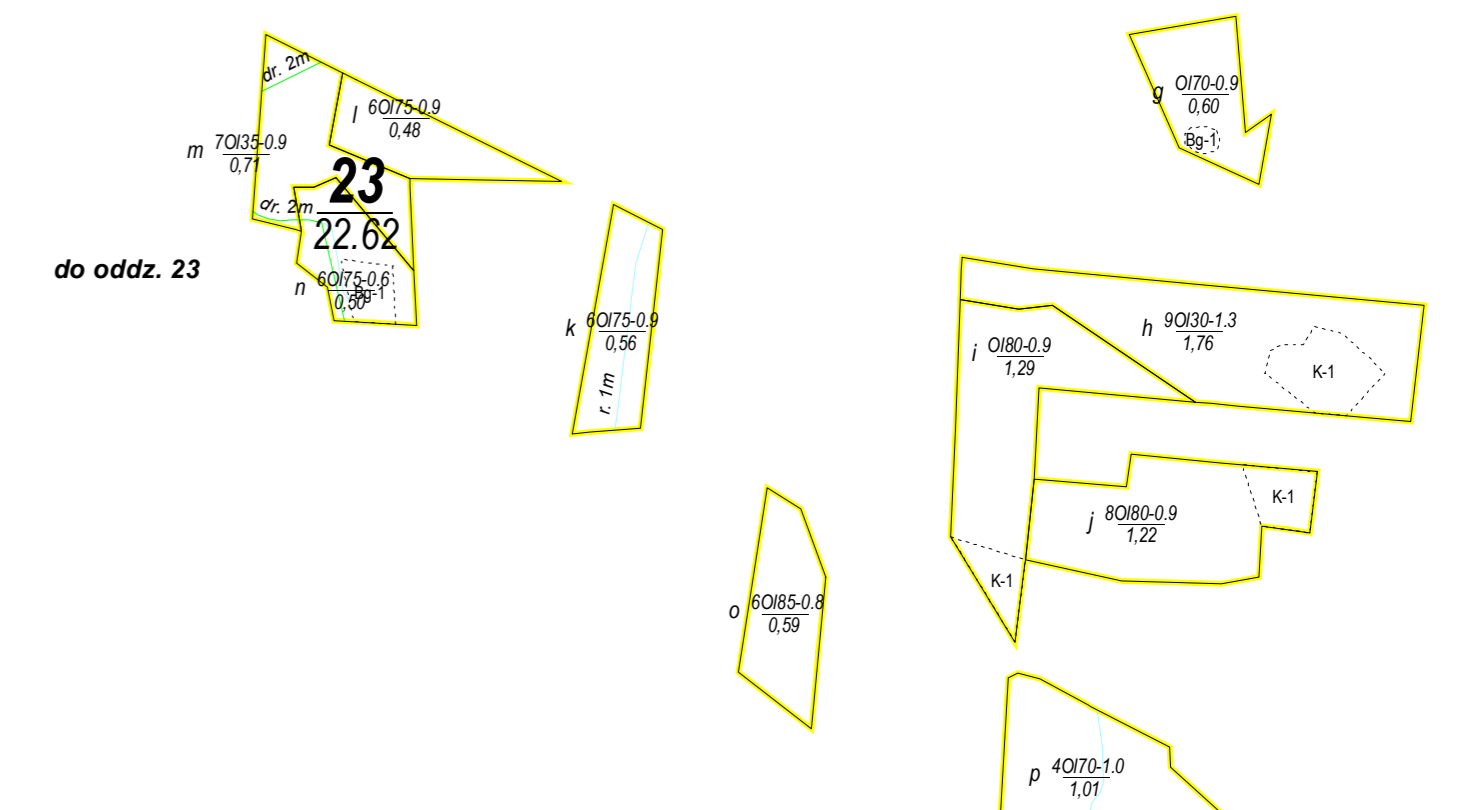 dr. 2m
l 6Ol75-0.9
0,48
m 7Ol35-0.9
0,71
23
22.62
dr. 2m
do oddz. 23
n 6Ol75-0.6
0,50
Bg-1
g Ol70-0.9
0,60
Bg-1
k 6Ol75-0.9
0,56
r. 1m
h 9Ol30-1.3
1,76
K-1
i Ol80-0.9
1,29
j 8Ol80-0.9
1,22
K-1
K-1
o 6Ol85-0.8
0,59
p 4Ol70-1.0
1,01